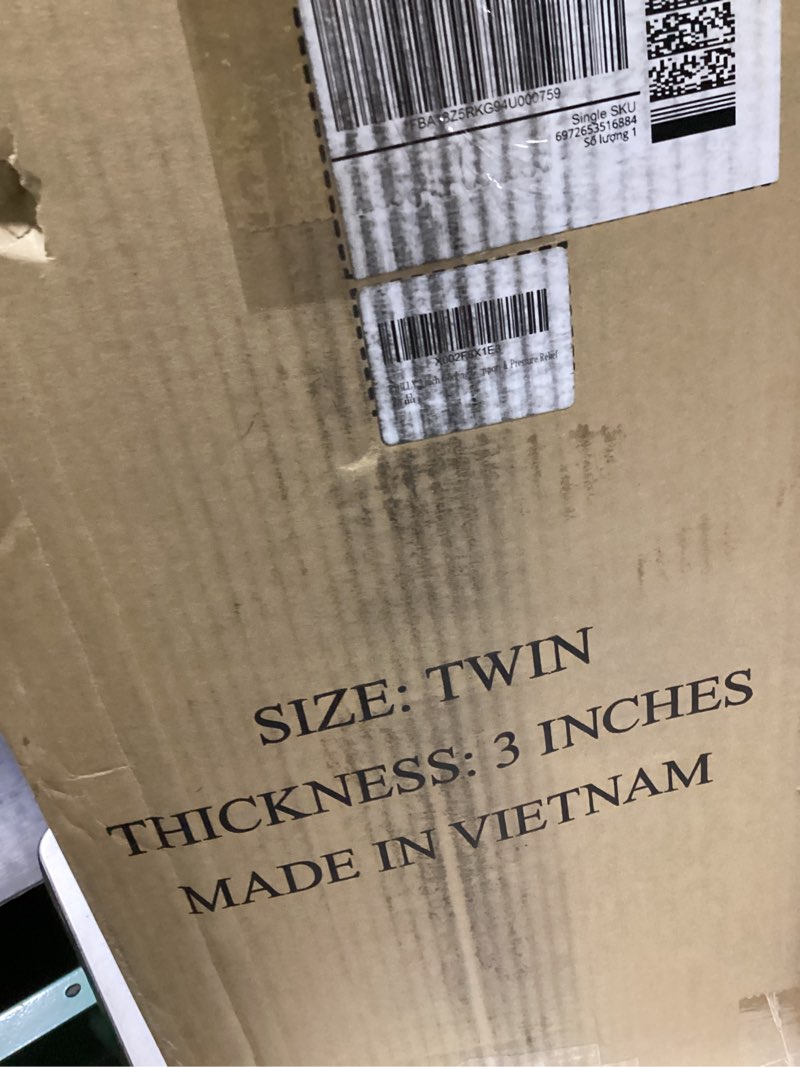 Single SKU
6972653516884
Số lượng 1
& Pressure Relief
SIZE: TWIN
THICKNESS: 3 INCHES
MADE IN VIETNAM